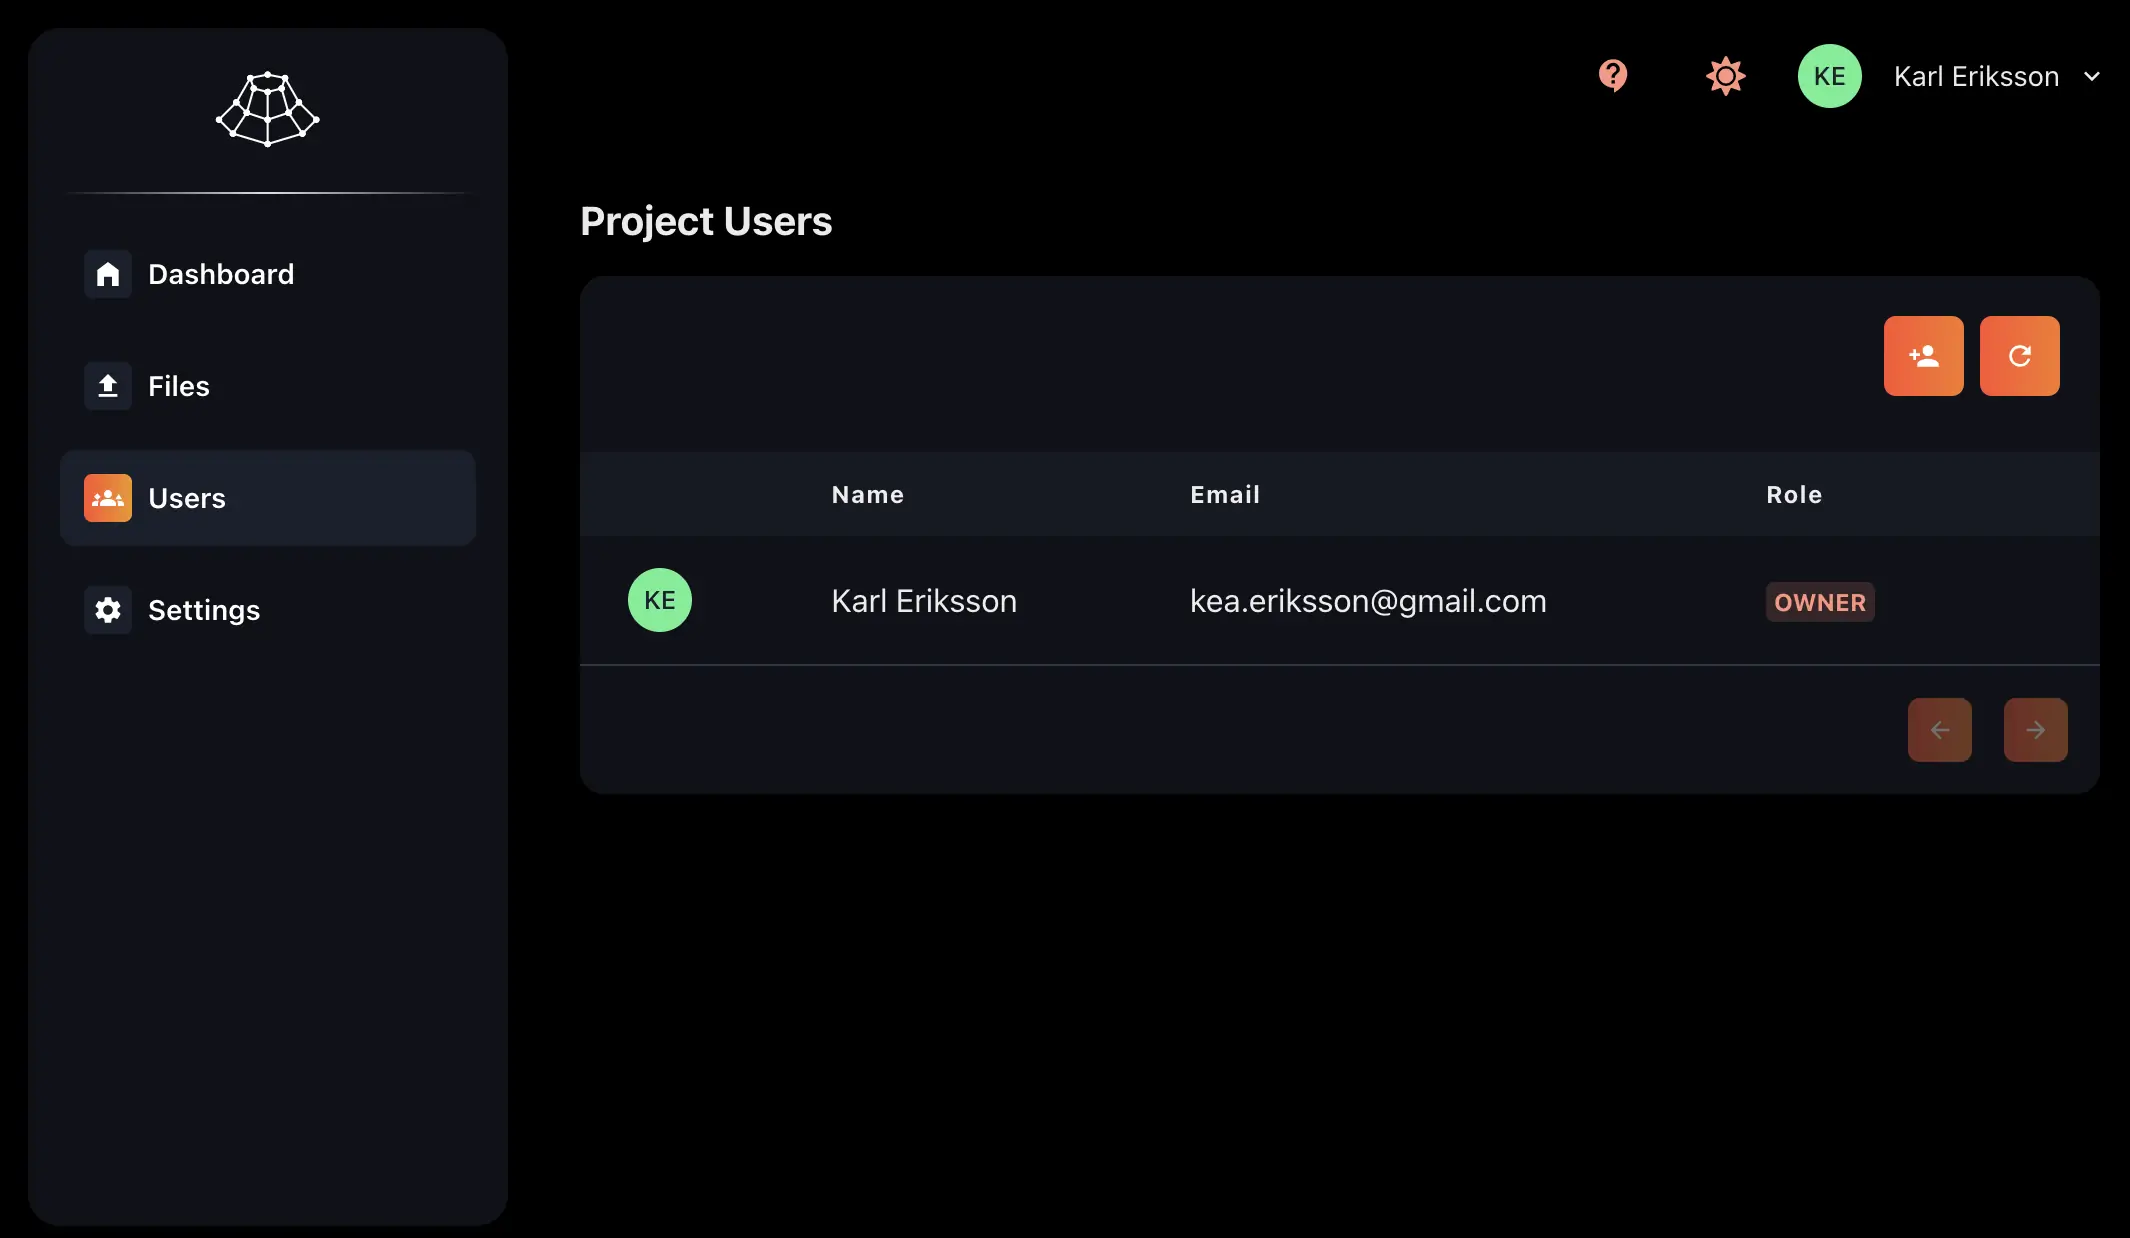 KE Karl Eriksson
Dashboard
Files
Users
Settings
Project Users
Name Email Role
KE Karl Eriksson kea.eriksson@gmail.com OWNER